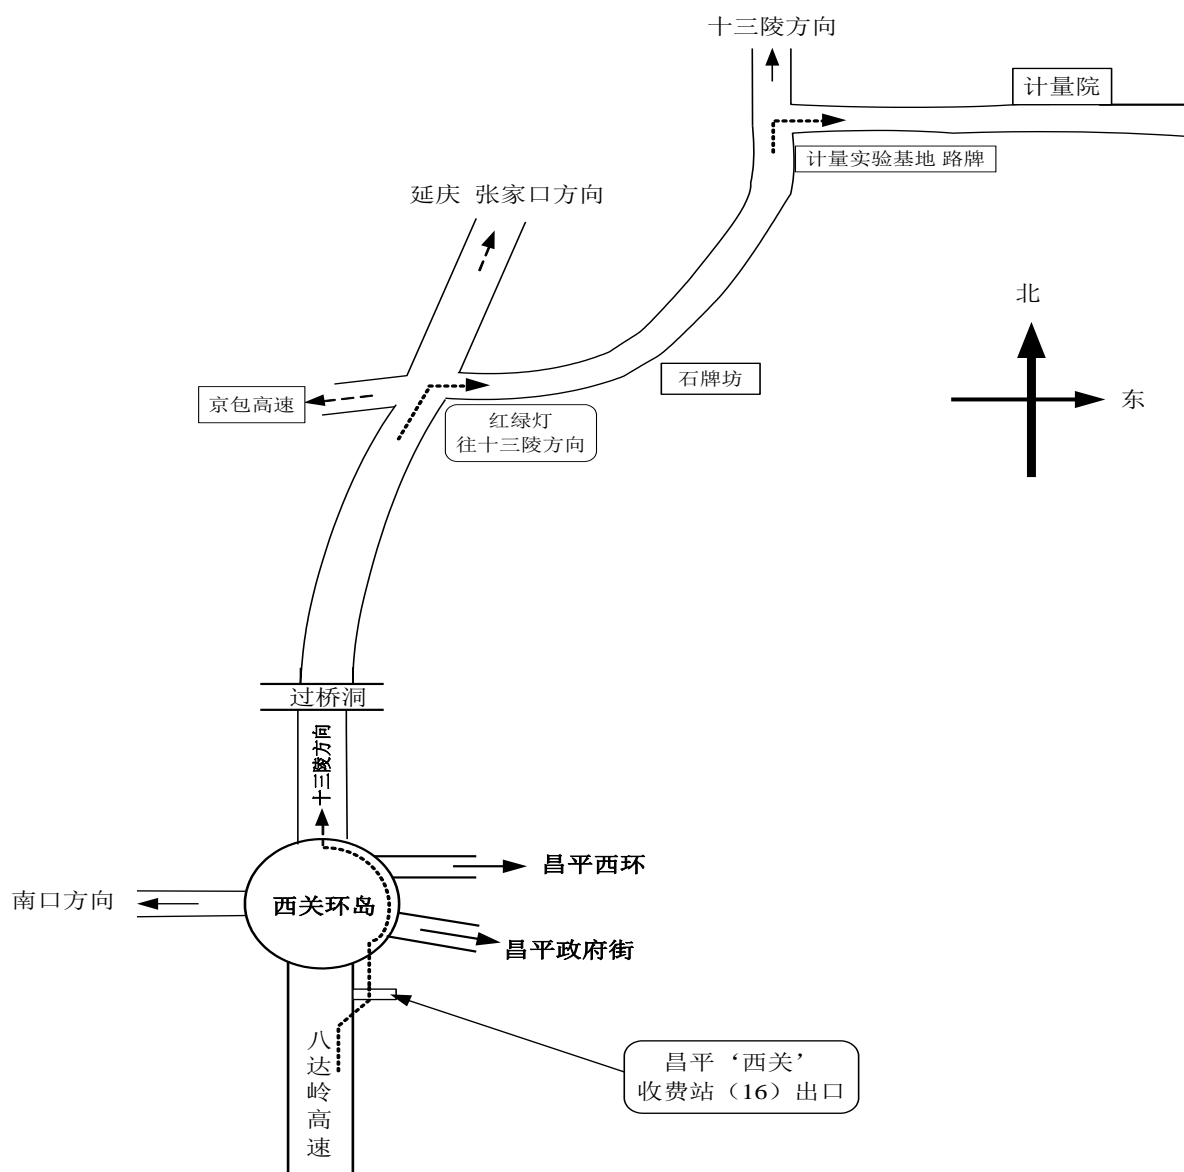 十三陵方向
计量院
计量实验基地 路牌
延庆 张家口方向
北
东
石牌坊
京包高速
红绿灯
往十三陵方向
过桥洞
十三陵方向
昌平西环
南口方向
西关环岛
昌平政府街
八达岭高速
昌平‘西关’
收费站（16）出口